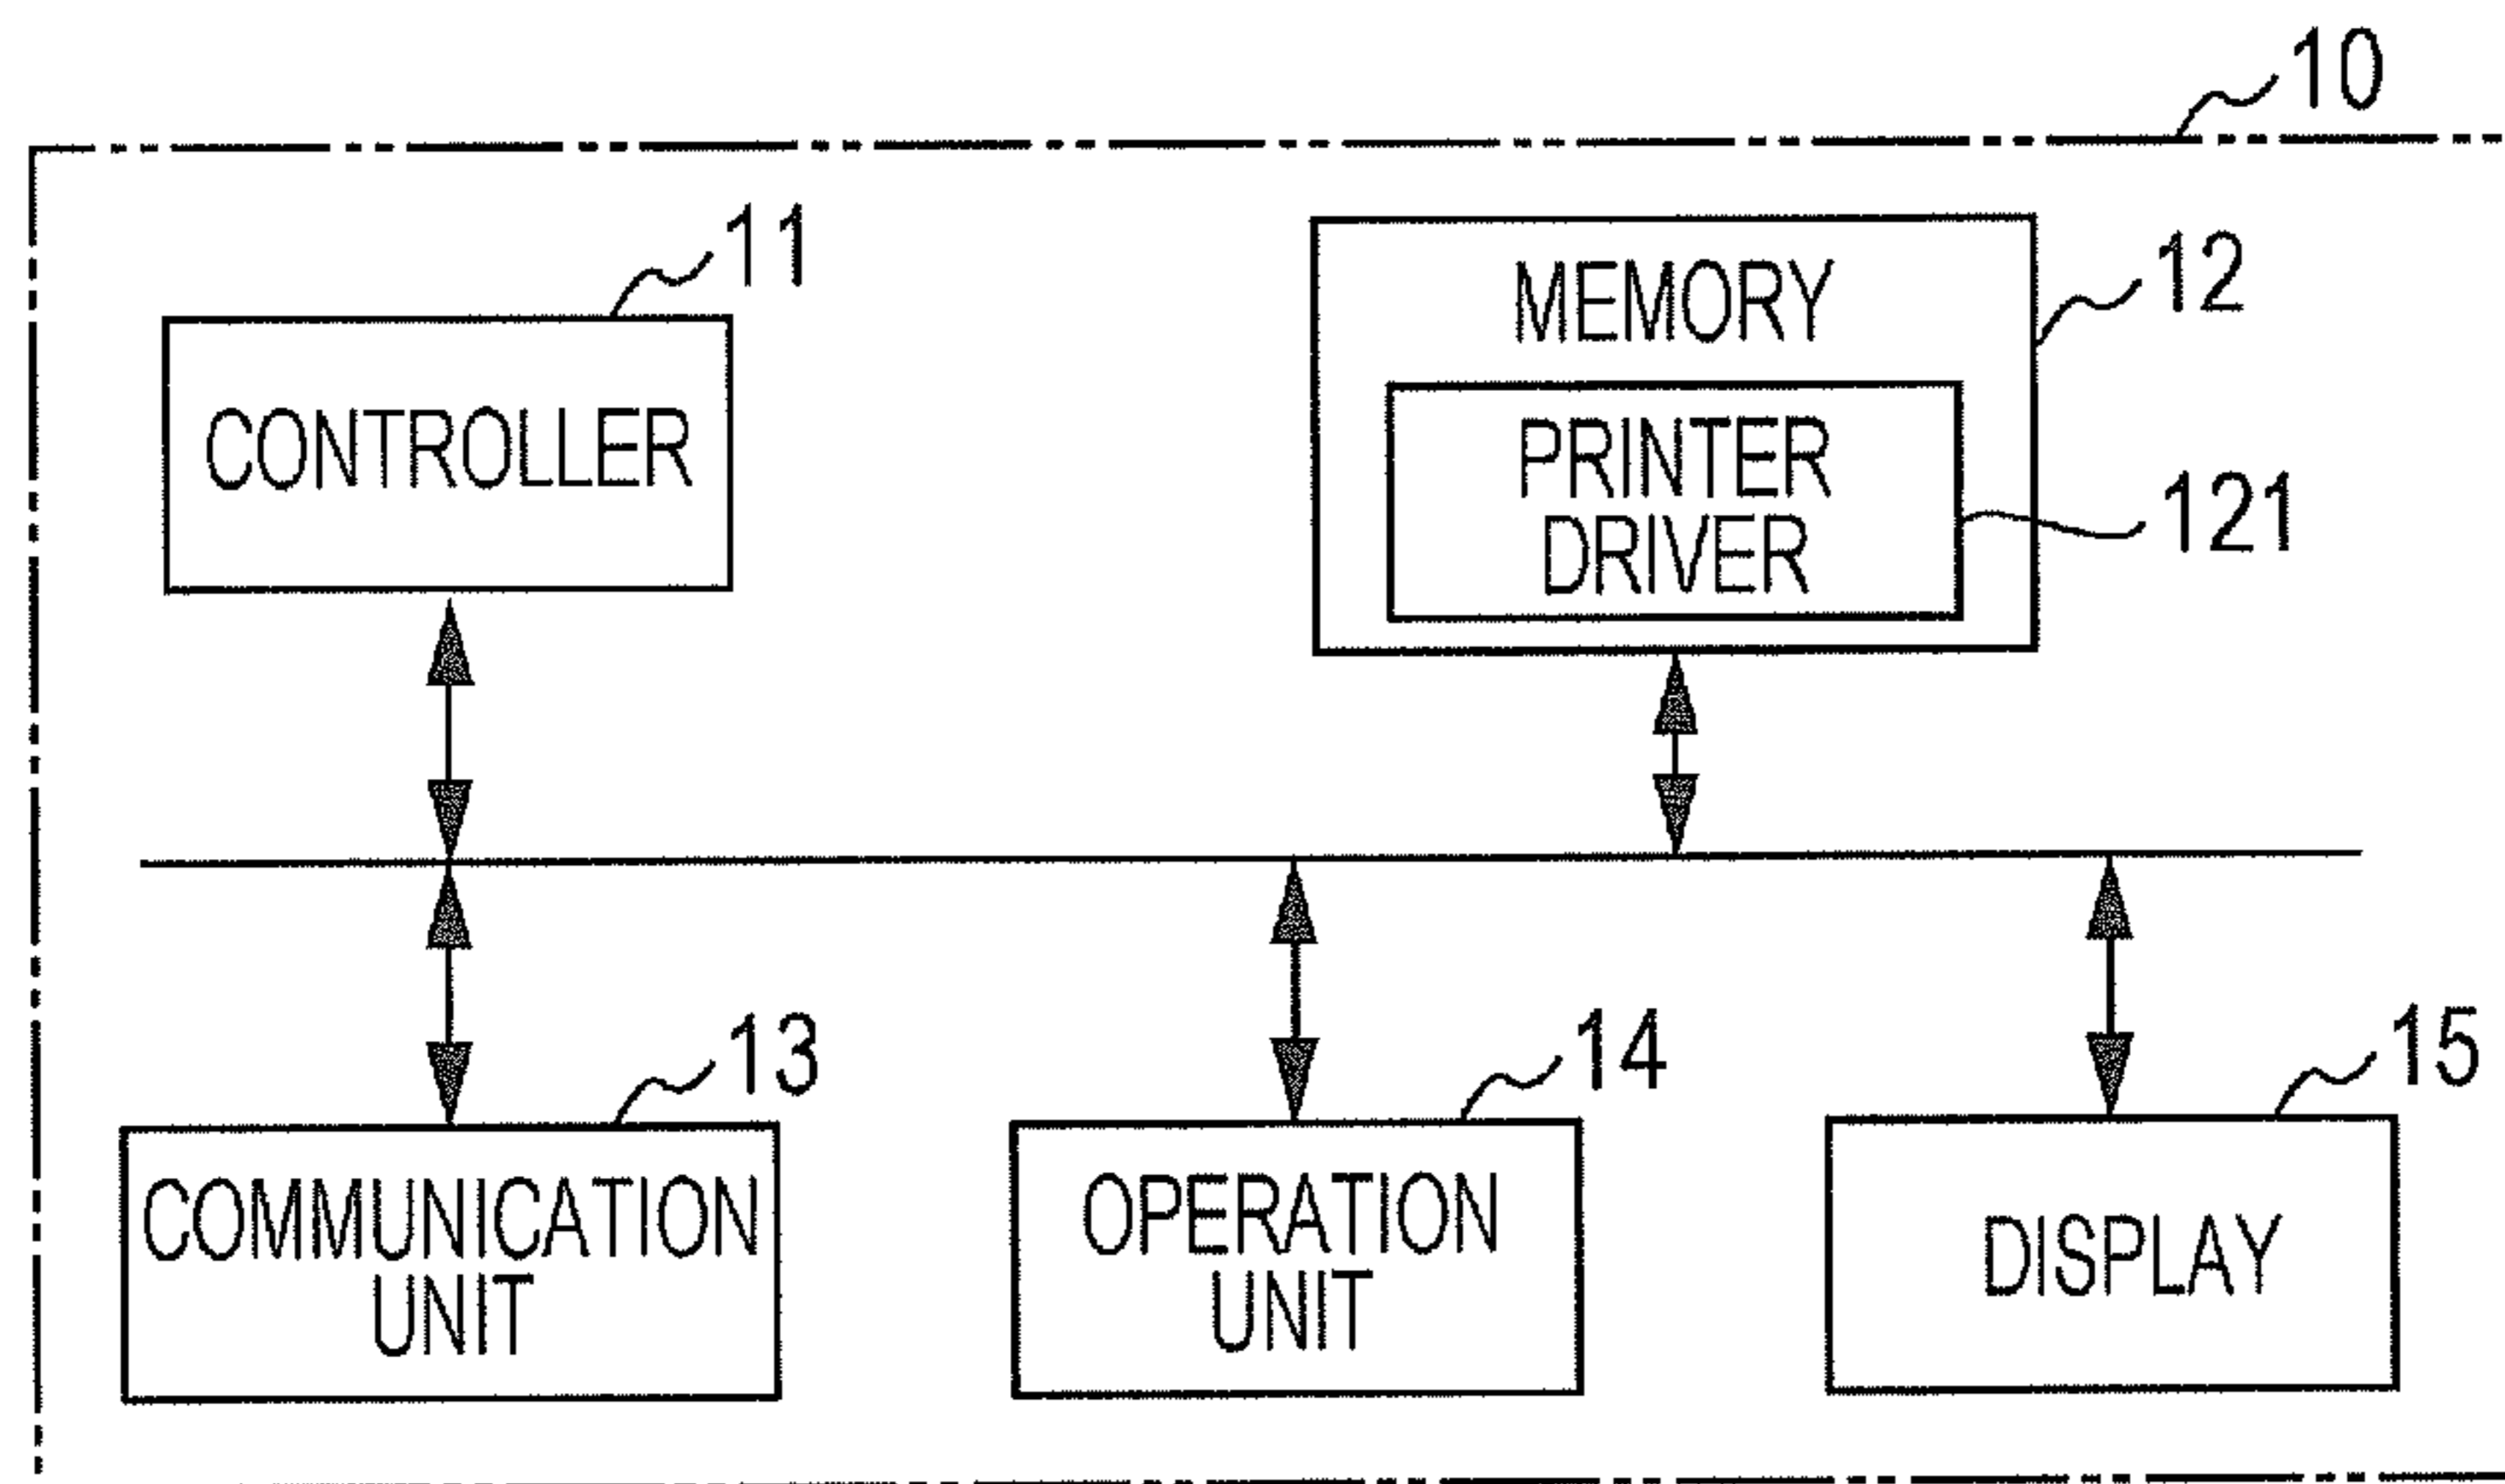 10
11
12
MEMORY
CONTROLLER
PRINTER
DRIVER
121
13
14
15
COMMUNICATION
UNIT
OPERATION
UNIT
DISPLAY